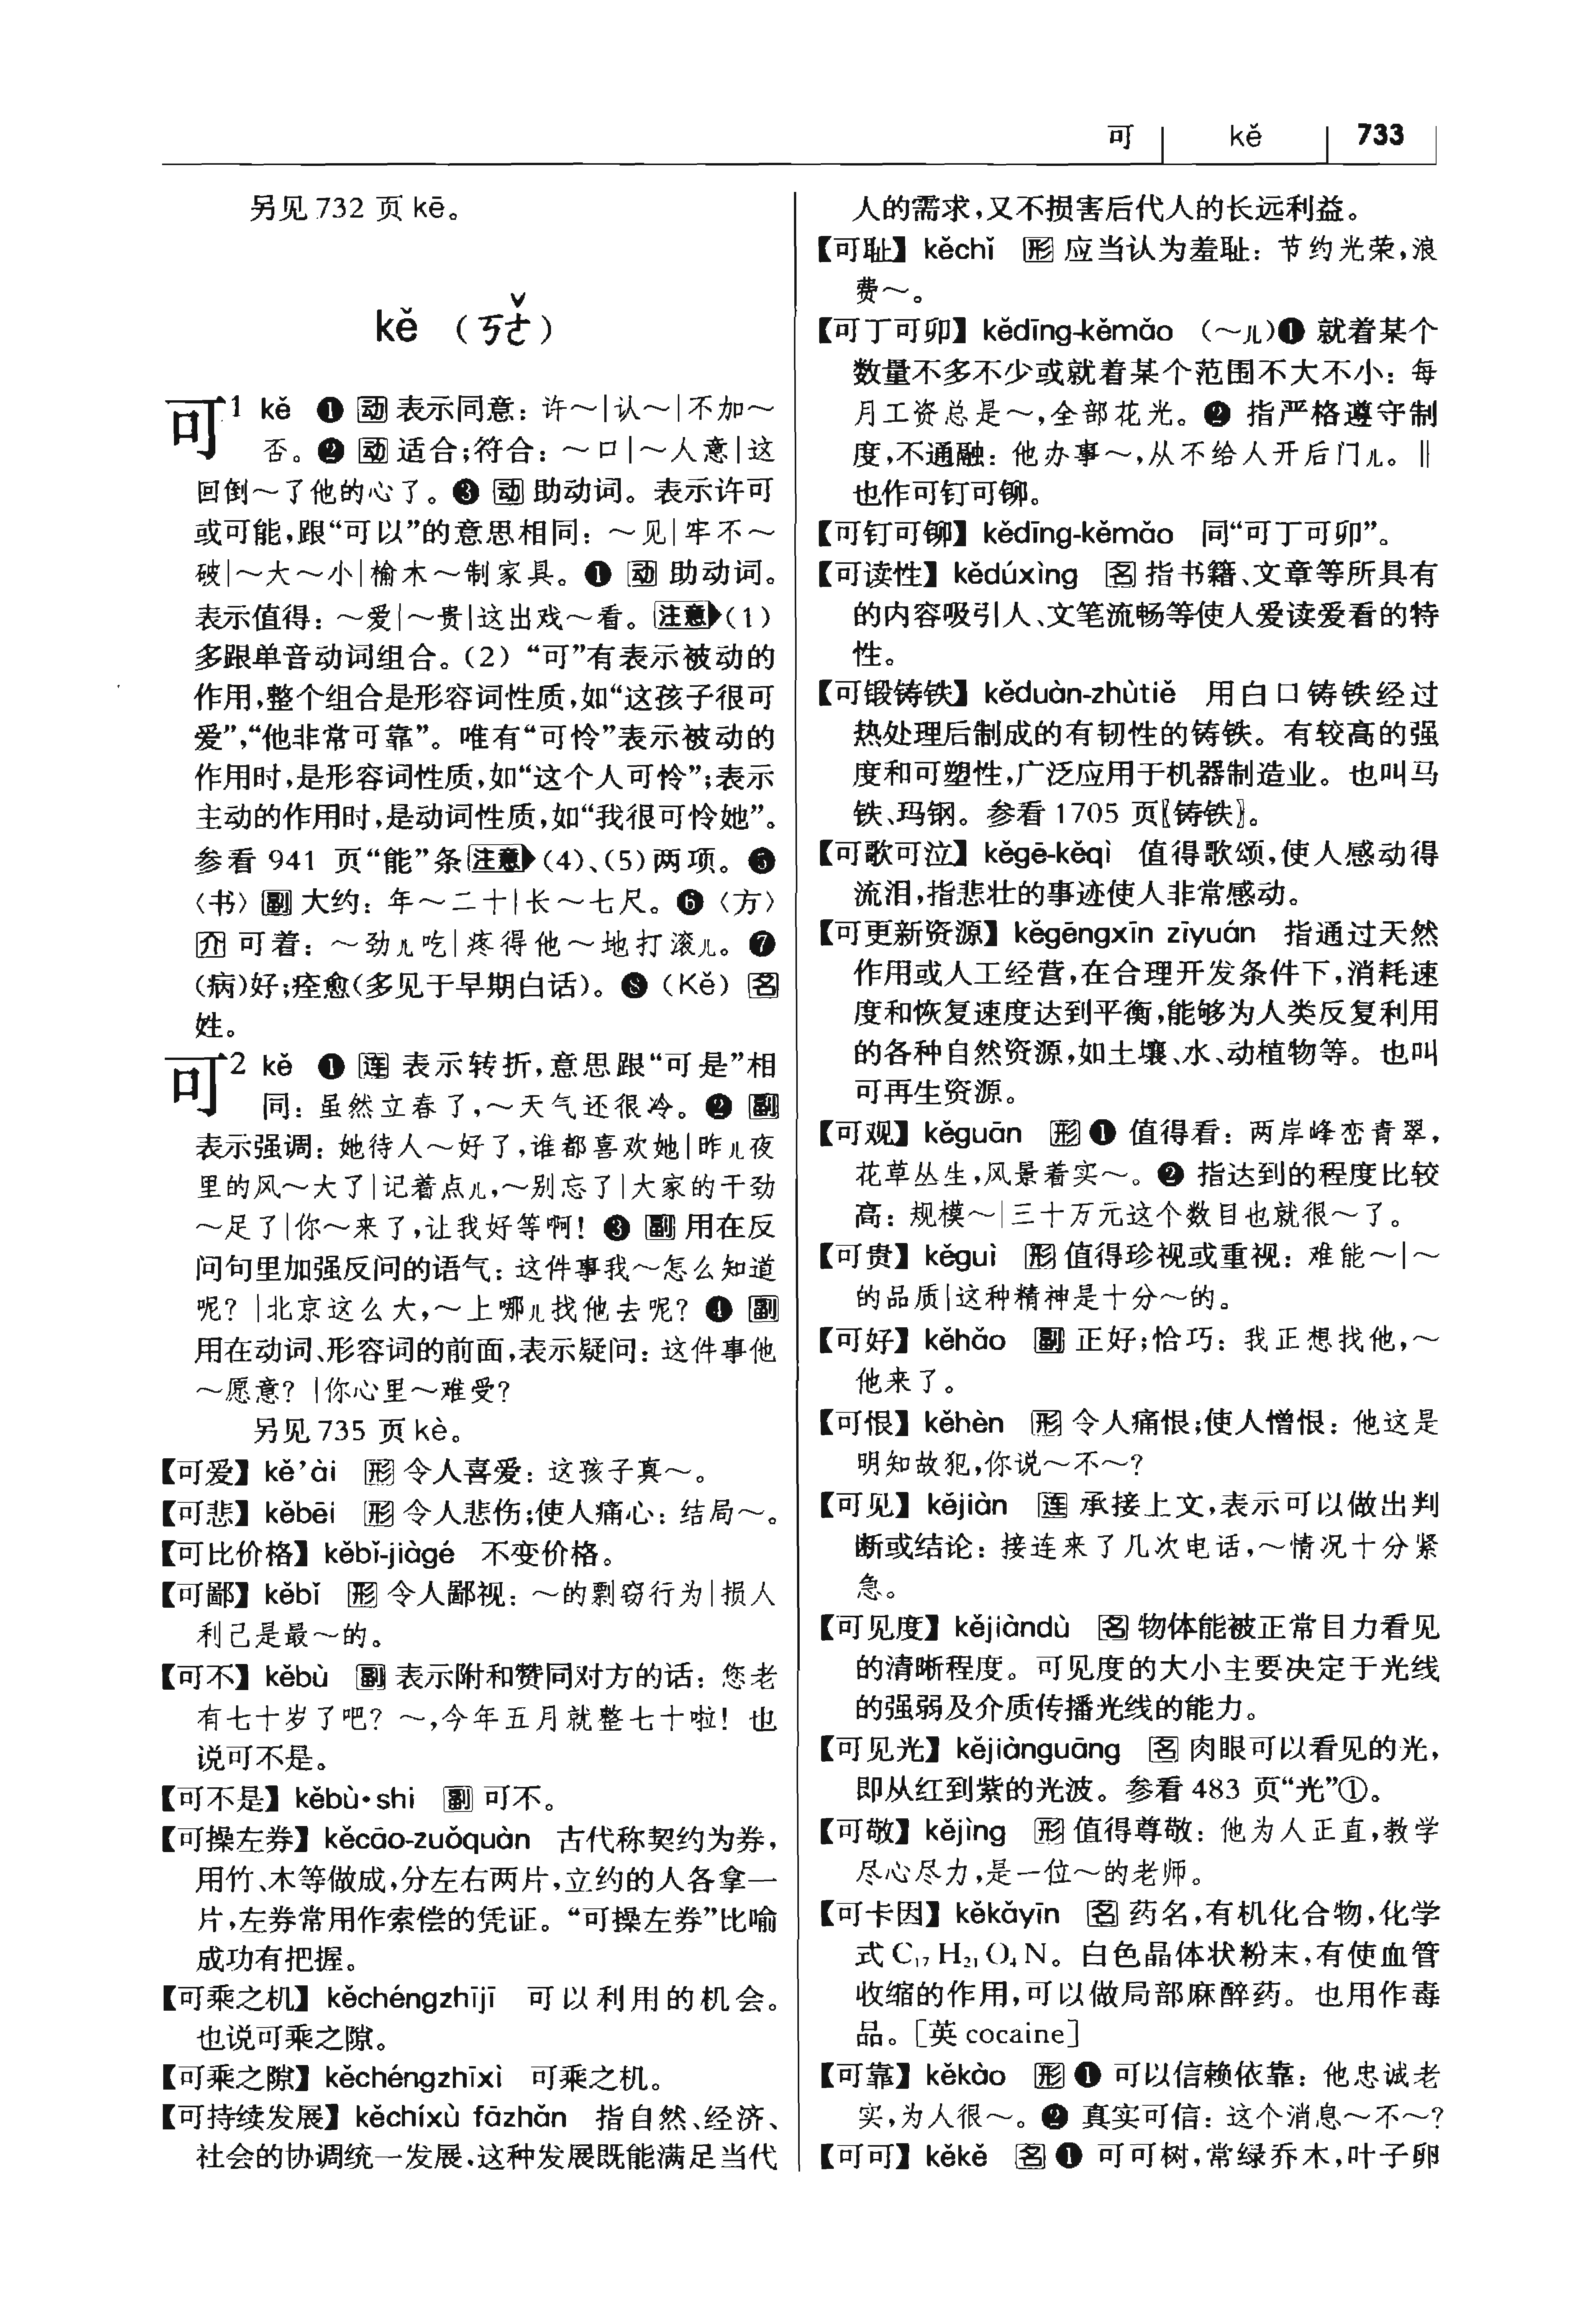 可 kě 733
另见 732 页 kē。
kě （ㄎㄜˇ）
可¹ kě ❶ 动 表示同意：许～|认～|不加～
否。❷ 动 适合；符合：～口|～人意|这
回倒～了他的心了。❸ 动 助动词。表示许可
或可能，跟“可以”的意思相同：～见|牢不～
破|～大～小|榆木～制家具。❶ 动 助动词。
表示值得：～爱|～贵|这出戏～看。注意▶（1）
多跟单音动词组合。（2）“可”有表示被动的
作用，整个组合是形容词性质，如“这孩子很可
爱”，“他非常可靠”。唯有“可怜”表示被动的
作用时，是形容词性质，如“这个人可怜”；表示
主动的作用时，是动词性质，如“我很可怜她”。
参看 941 页“能”条注意▶（4）、（5）两项。❺
〈书〉副 大约：年～二十|长～七尺。❻〈方〉
介 可着：～劲儿吃|疼得他～地打滚儿。❼
（病）好；痊愈（多见于早期白话）。❽（Kě）名
姓。
可² kě ❶ 连 表示转折，意思跟“可是”相
同：虽然立春了，～天气还很冷。❷ 副
表示强调：她待人～好了，谁都喜欢她|昨儿夜
里的风～大了|记着点儿，～别忘了|大家的干劲
～足了|你～来了，让我好等啊！❸ 副 用在反
问句里加强反问的语气：这件事我～怎么知道
呢？|北京这么大，～上哪儿找他去呢？❹ 副
用在动词、形容词的前面，表示疑问：这件事他
～愿意？|你心里～难受？
另见 735 页 kè。
【可爱】kě’ài 形 令人喜爱：这孩子真～。
【可悲】kěbēi 形 令人悲伤；使人痛心：结局～。
【可比价格】kěbǐ-jiàgé 不变价格。
【可鄙】kěbǐ 形 令人鄙视：～的剽窃行为|损人
利己是最～的。
【可不】kěbù 副 表示附和赞同对方的话：您老
有七十岁了吧？～，今年五月就整七十啦！也
说可不是。
【可不是】kěbù•shi 副 可不。
【可操左券】kěcāo-zuǒquàn 古代称契约为券，
用竹、木等做成，分左右两片，立约的人各拿一
片，左券常用作索偿的凭证。“可操左券”比喻
成功有把握。
【可乘之机】kěchéngzhījī 可以利用的机会。
也说可乘之隙。
【可乘之隙】kěchéngzhīxì 可乘之机。
【可持续发展】kěchíxù fāzhǎn 指自然、经济、
社会的协调统一发展，这种发展既能满足当代
人的需求，又不损害后代人的长远利益。
【可耻】kěchǐ 形 应当认为羞耻：节约光荣，浪
费～。
【可丁可卯】kědīng-kěmǎo （～儿）❶ 就着某个
数量不多不少或就着某个范围不大不小：每
月工资总是～，全部花光。❷ 指严格遵守制
度，不通融：他办事～，从不给人开后门儿。‖
也作可钉可铆。
【可钉可铆】kědīng-kěmǎo 同“可丁可卯”。
【可读性】kědúxìng 名 指书籍、文章等所具有
的内容吸引人、文笔流畅等使人爱读爱看的特
性。
【可锻铸铁】kěduàn-zhùtiě 用白口铸铁经过
热处理后制成的有韧性的铸铁。有较高的强
度和可塑性，广泛应用于机器制造业。也叫马
铁、玛钢。参看 1705 页〖铸铁〗。
【可歌可泣】kěgē-kěqì 值得歌颂，使人感动得
流泪，指悲壮的事迹使人非常感动。
【可更新资源】kěgēngxīn zīyuán 指通过天然
作用或人工经营，在合理开发条件下，消耗速
度和恢复速度达到平衡，能够为人类反复利用
的各种自然资源，如土壤、水、动植物等。也叫
可再生资源。
【可观】kěguān 形 ❶ 值得看：两岸峰峦青翠，
花草丛生，风景着实～。❷ 指达到的程度比较
高：规模～|三十万元这个数目也就很～了。
【可贵】kěguì 形 值得珍视或重视：难能～|～
的品质|这种精神是十分～的。
【可好】kěhǎo 副 正好；恰巧：我正想找他，～
他来了。
【可恨】kěhèn 形 令人痛恨；使人憎恨：他这是
明知故犯，你说～不～？
【可见】kějiàn 连 承接上文，表示可以做出判
断或结论：接连来了几次电话，～情况十分紧
急。
【可见度】kějiàndù 名 物体能被正常目力看见
的清晰程度。可见度的大小主要决定于光线
的强弱及介质传播光线的能力。
【可见光】kějiànguāng 名 肉眼可以看见的光，
即从红到紫的光波。参看 483 页“光”①。
【可敬】kějìng 形 值得尊敬：他为人正直，教学
尽心尽力，是一位～的老师。
【可卡因】kěkǎyīn 名 药名，有机化合物，化学
式 C₁₇H₂₁O₄N。白色晶体状粉末，有使血管
收缩的作用，可以做局部麻醉药。也用作毒
品。［英 cocaine］
【可靠】kěkào 形 ❶ 可以信赖依靠：他忠诚老
实，为人很～。❷ 真实可信：这个消息～不～？
【可可】kěkě 名 ❶ 可可树，常绿乔木，叶子卵